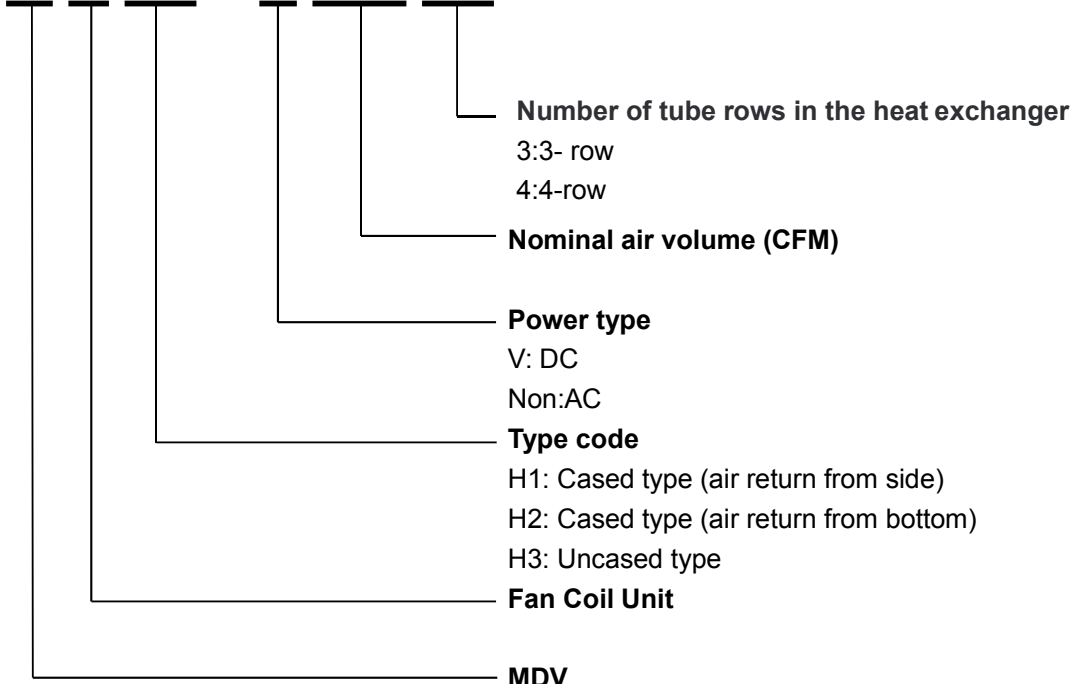 Number of tube rows in the heat exchanger
3:3- row
4:4-row
Nominal air volume (CFM)
Power type
V: DC
Non:AC
Type code
H1: Cased type (air return from side)
H2: Cased type (air return from bottom)
H3: Uncased type
Fan Coil Unit
MDV